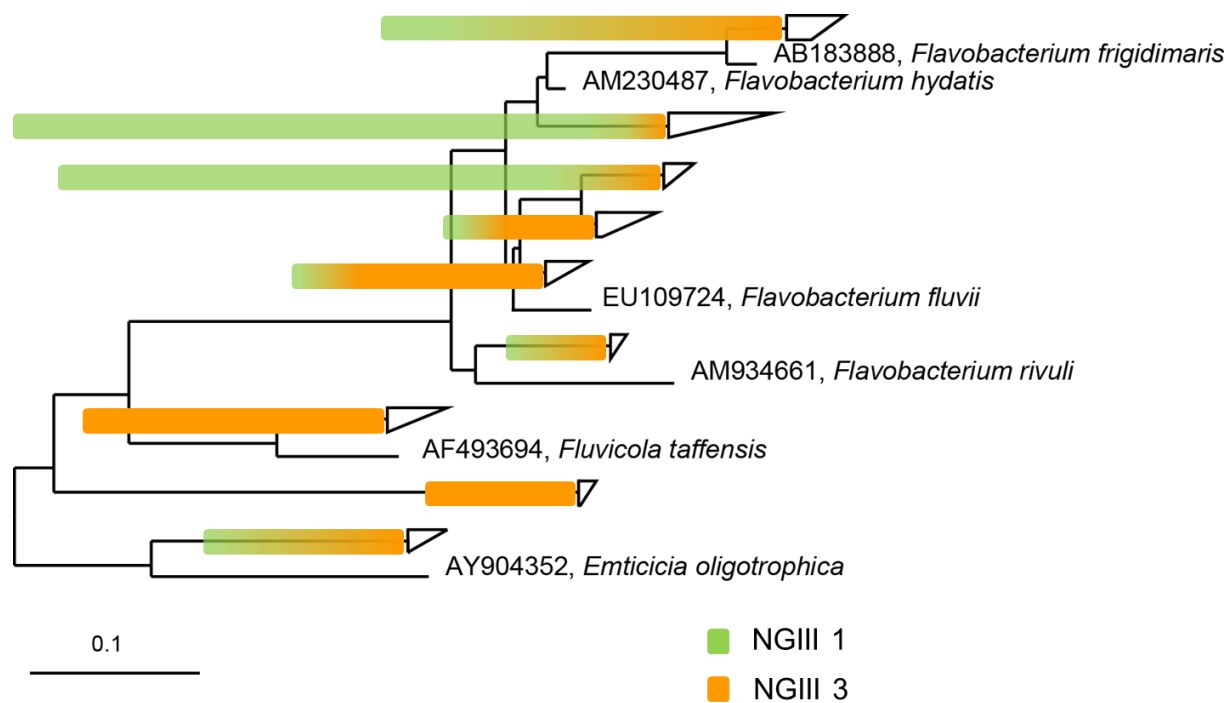 AB183888, Flavobacterium frigidimaris
AM230487, Flavobacterium hydatis
EU109724, Flavobacterium fluvii
AM934661, Flavobacterium rivuli
AF493694, Fluvicola taffensis
AY904352, Emticicia oligotrophica
0.1
NGIII 1
NGIII 3